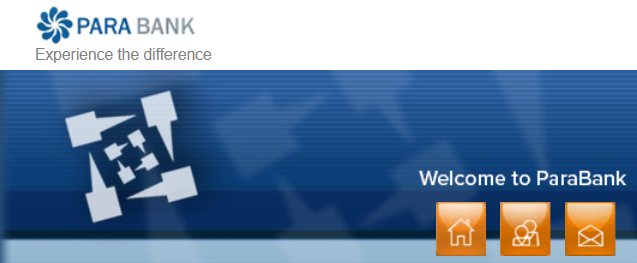 PARA BANK
Experience the difference
Welcome to ParaBank